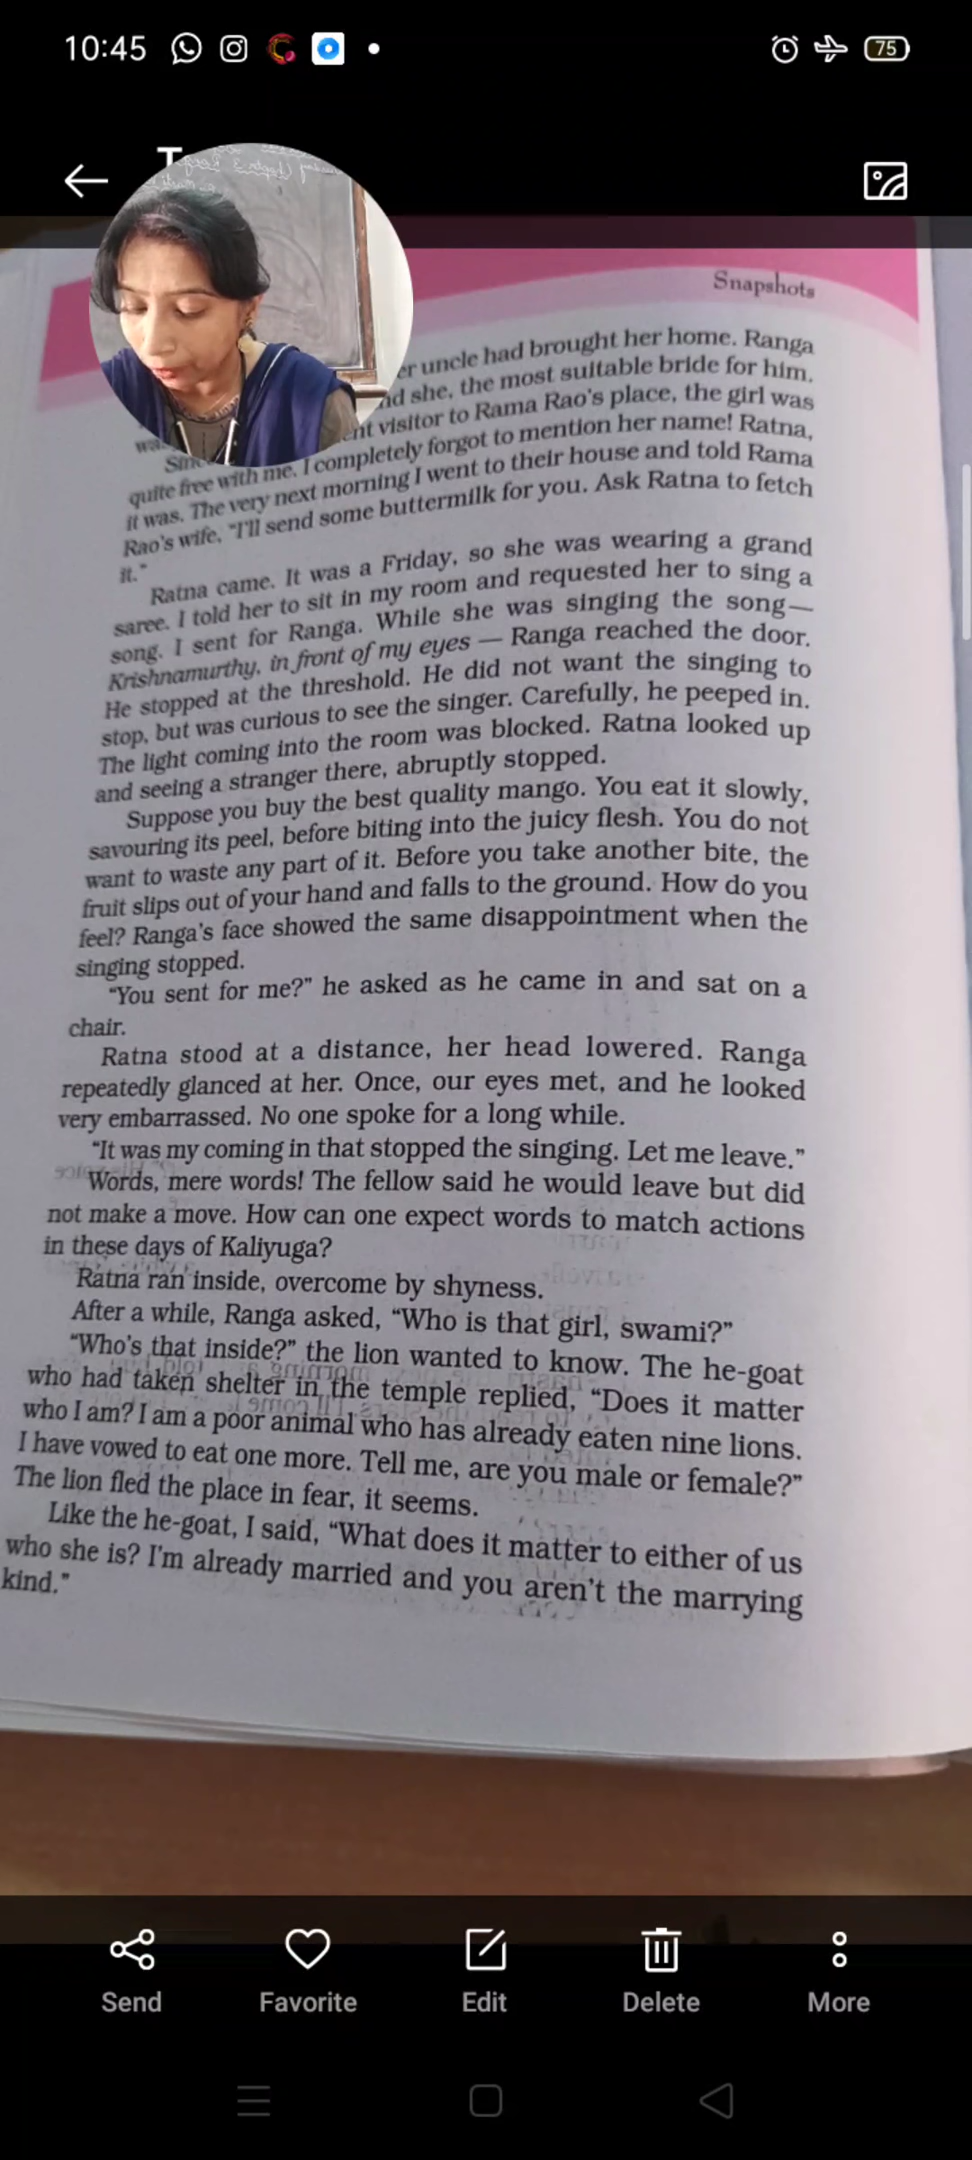 10:45
75
Snapshots
uncle had brought her home. Ranga
she, the most suitable bride for him.
visitor to Rama Rao's place, the girl was
quite free with me. I completely forgot to mention her name! Ratna,
it was. The very next morning I went to their house and told Rama
Rao's wife, "I'll send some buttermilk for you. Ask Ratna to fetch
it."
Ratna came. It was a Friday, so she was wearing a grand
saree. I told her to sit in my room and requested her to sing a
song. I sent for Ranga. While she was singing the song—
Krishnamurthy, in front of my eyes — Ranga reached the door.
He stopped at the threshold. He did not want the singing to
stop, but was curious to see the singer. Carefully, he peeped in.
The light coming into the room was blocked. Ratna looked up
and seeing a stranger there, abruptly stopped.
Suppose you buy the best quality mango. You eat it slowly,
savouring its peel, before biting into the juicy flesh. You do not
want to waste any part of it. Before you take another bite, the
fruit slips out of your hand and falls to the ground. How do you
feel? Ranga's face showed the same disappointment when the
singing stopped.
"You sent for me?" he asked as he came in and sat on a
chair.
Ratna stood at a distance, her head lowered. Ranga
repeatedly glanced at her. Once, our eyes met, and he looked
very embarrassed. No one spoke for a long while.
"It was my coming in that stopped the singing. Let me leave."
Words, mere words! The fellow said he would leave but did
not make a move. How can one expect words to match actions
in these days of Kaliyuga?
Ratna ran inside, overcome by shyness.
After a while, Ranga asked, "Who is that girl, swami?"
"Who's that inside?" the lion wanted to know. The he-goat
who had taken shelter in the temple replied, "Does it matter
who I am? I am a poor animal who has already eaten nine lions.
I have vowed to eat one more. Tell me, are you male or female?"
The lion fled the place in fear, it seems.
Like the he-goat, I said, "What does it matter to either of us
who she is? I'm already married and you aren't the marrying
kind."
Send
Favorite
Edit
Delete
More